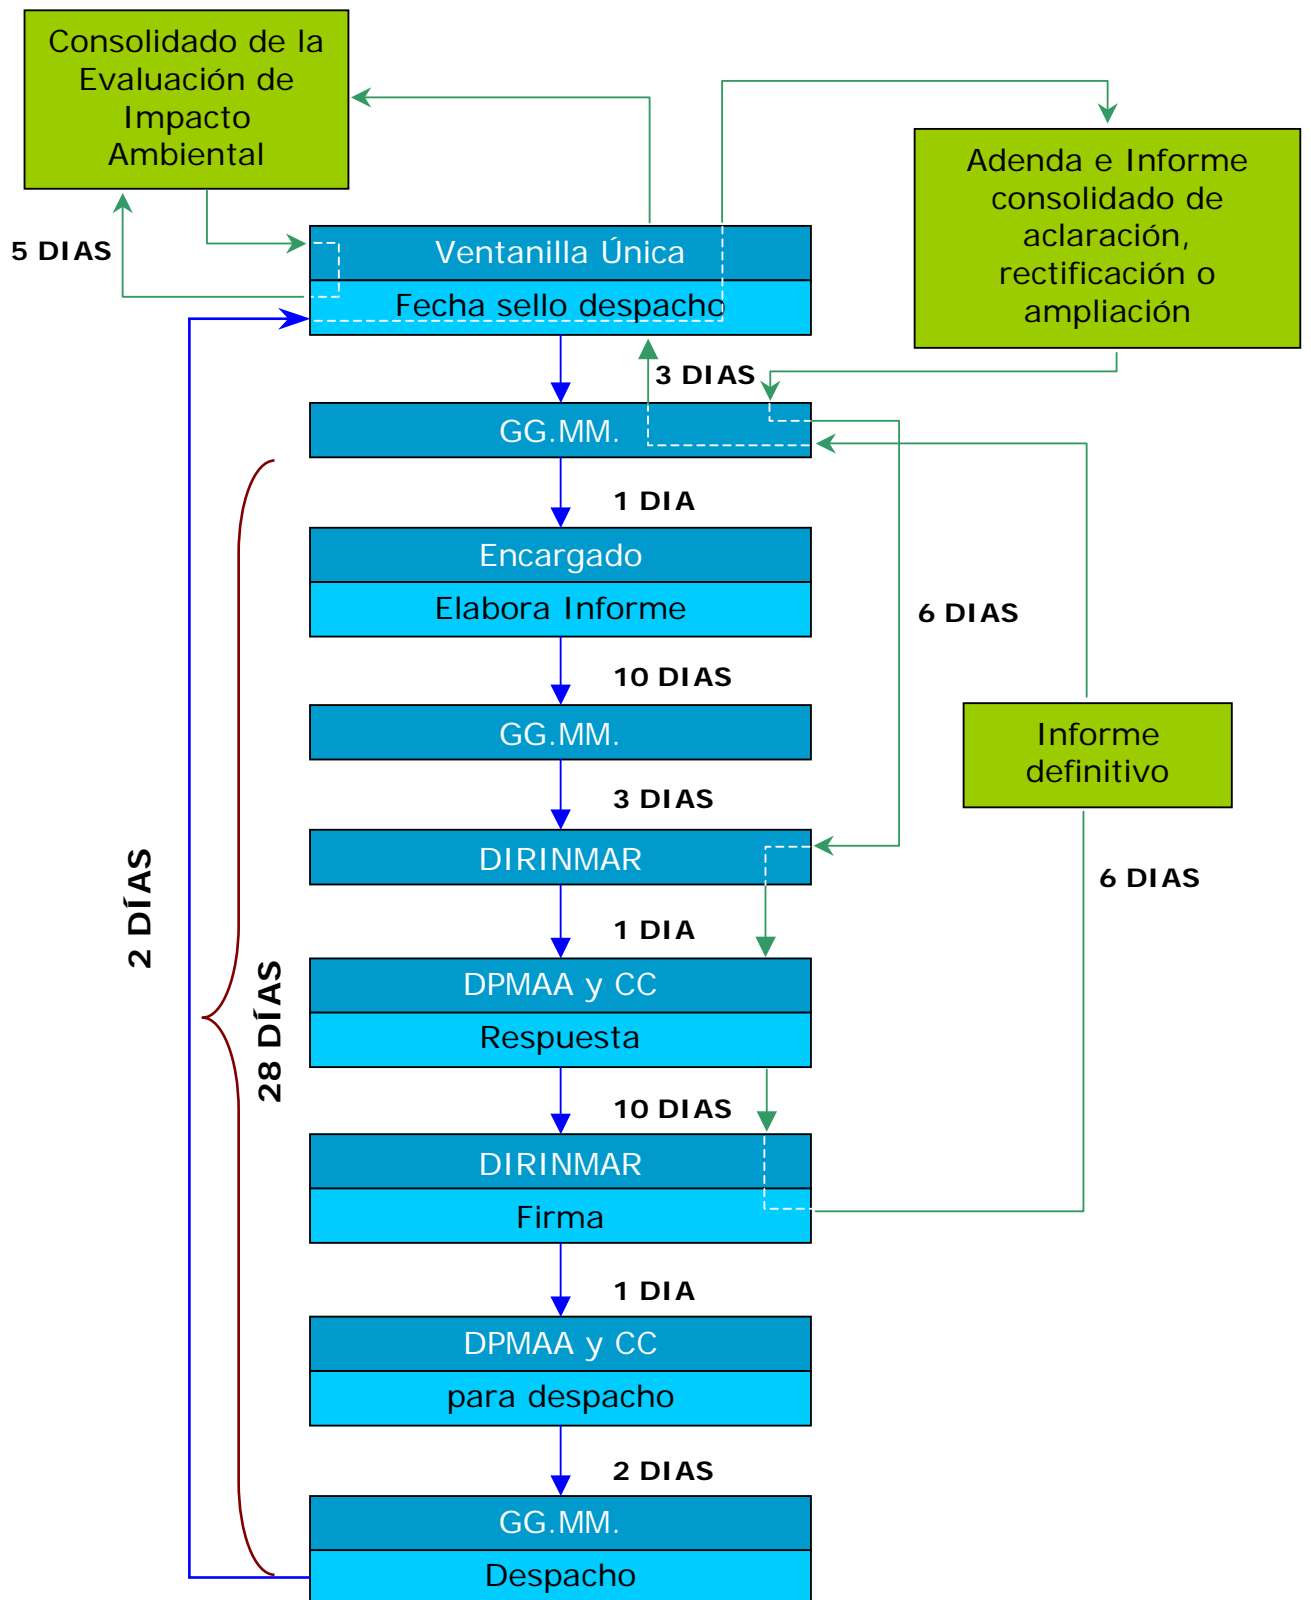 Consolidado de la
Evaluación de
Impacto
Ambiental
Adenda e Informe
consolidado de
aclaración,
rectificación o
ampliación
5 DIAS
Ventanilla Única
Fecha sello despacho
3 DIAS
GG.MM.
1 DIA
Encargado
Elabora Informe
6 DIAS
10 DIAS
GG.MM.
Informe
definitivo
3 DIAS
DIRINMAR
6 DIAS
2 DÍAS
1 DIA
DPMAA y CC
Respuesta
28 DÍAS
10 DIAS
DIRINMAR
Firma
1 DIA
DPMAA y CC
para despacho
2 DIAS
GG.MM.
Despacho